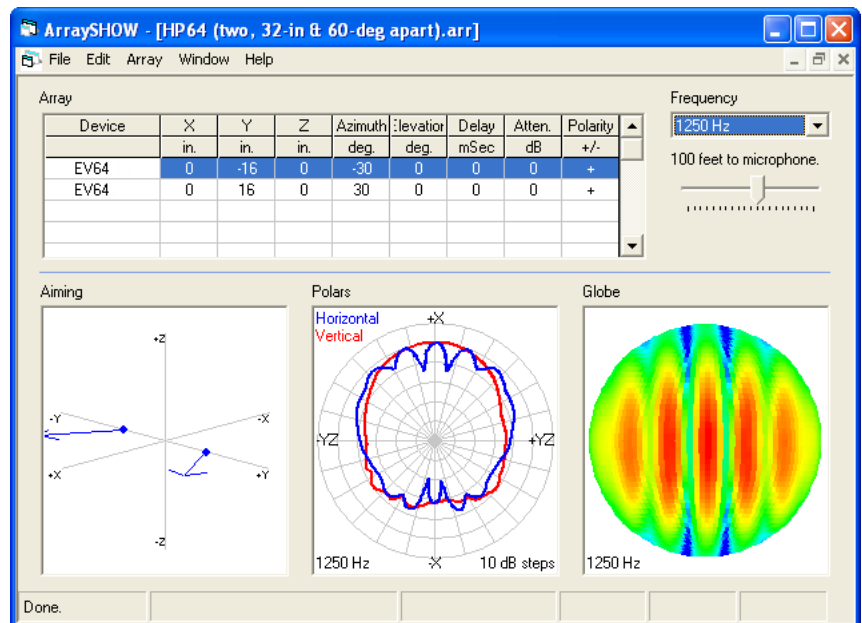 ArraySHOW - [HP64 (two, 32-in & 60-deg apart).arr]
File Edit Array Window Help
Array
Frequency
Device X Y Z Azimuth :levatior Delay Atten. Polarity
in. in. in. deg. deg. mSec dB +/-
EV64 0 -16 0 -30 0 0 0 +
EV64 0 16 0 30 0 0 0 +
1250 Hz
100 feet to microphone.
Aiming
Polars
Globe
+Z
-Y
-X
+X
+Y
-Z
Horizontal
Vertical
+X
-YZ
+YZ
-X
1250 Hz
10 dB steps
1250 Hz
Done.